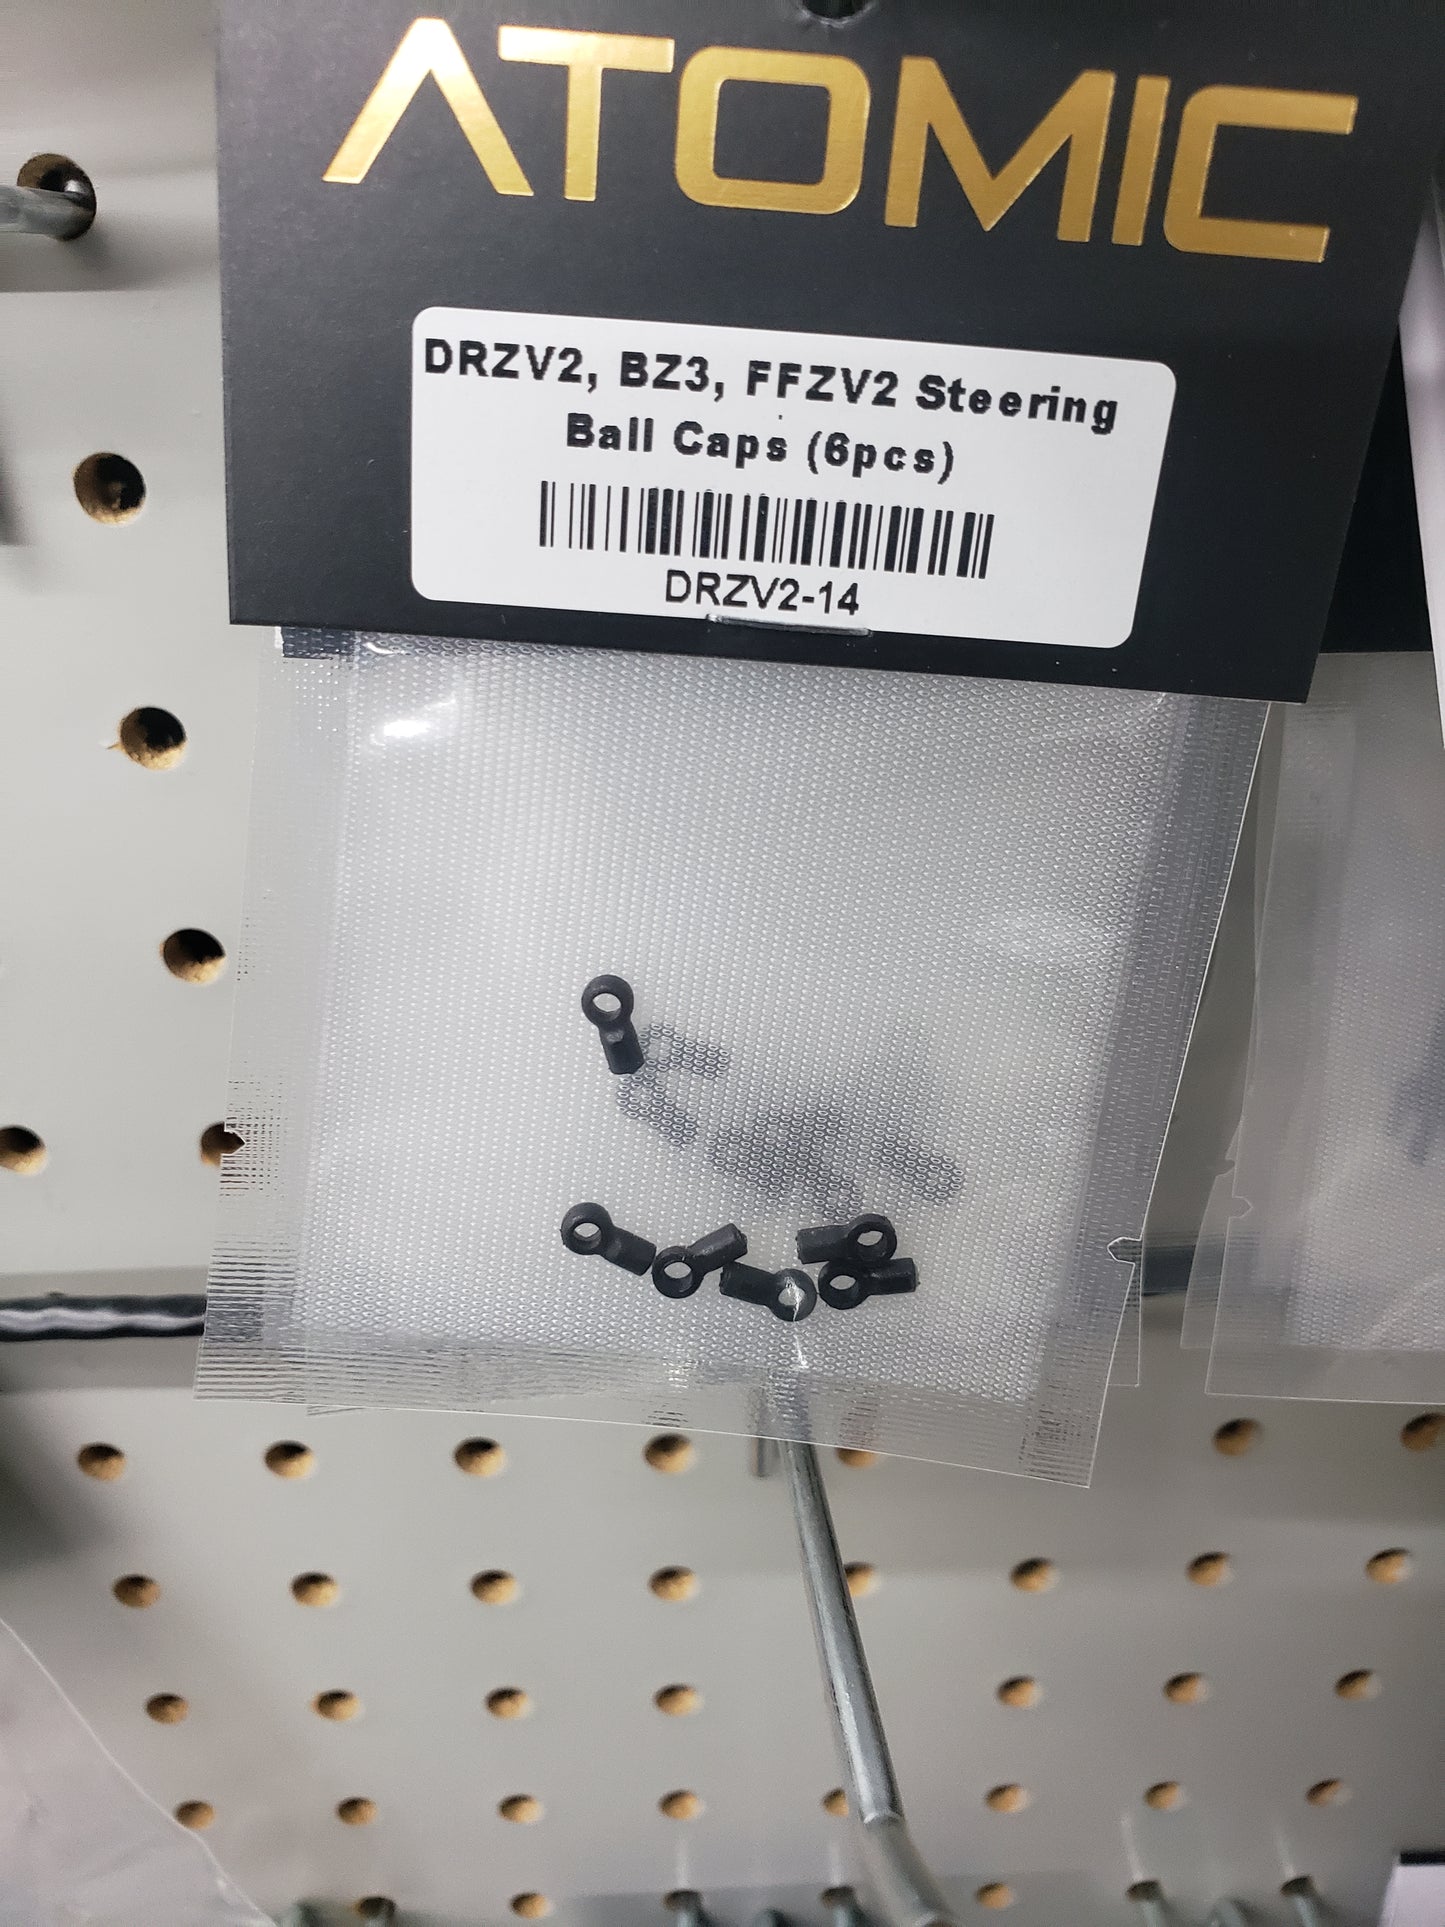 ATOMIC
DRZV2, BZ3, FFZV2 Steering
Ball Caps (6pcs)
DRZV2-14